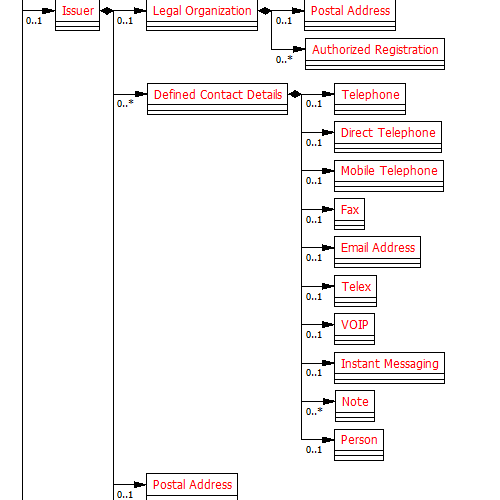 Issuer
Legal Organization
Postal Address
0..1
0..1
0..1
Authorized Registration
0..*
Defined Contact Details
Telephone
0..*
0..1
Direct Telephone
0..1
Mobile Telephone
0..1
Fax
0..1
Email Address
0..1
Telex
0..1
VOIP
0..1
Instant Messaging
0..1
Note
0..*
Person
0..1
Postal Address
0..1